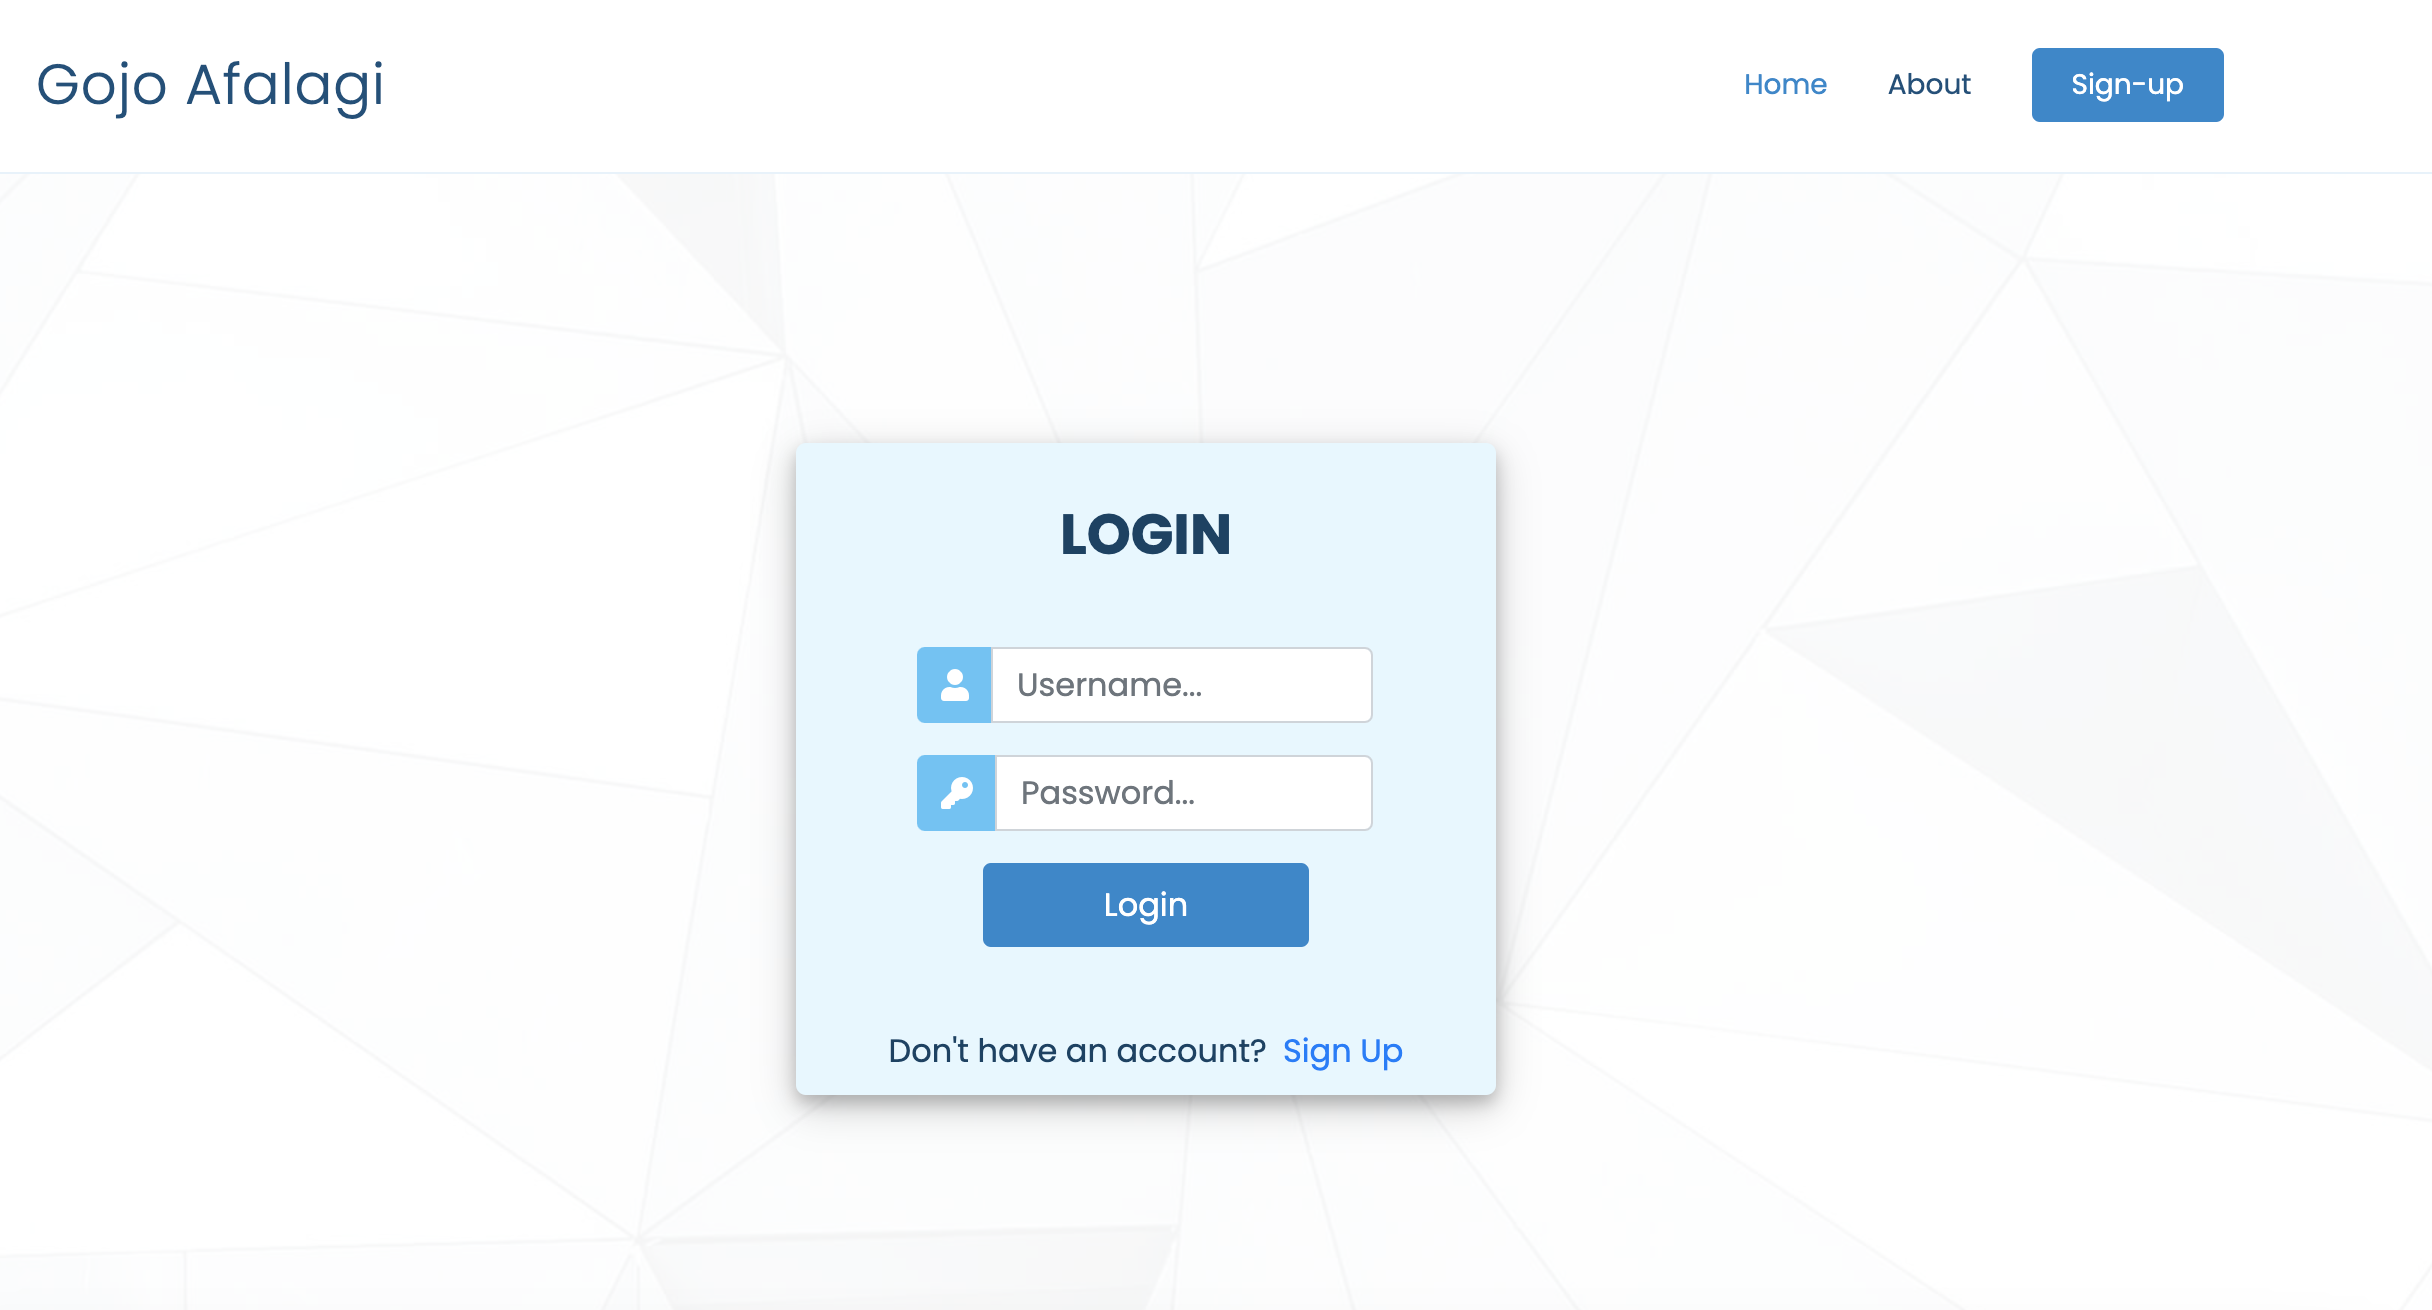 Gojo Afalagi
Home About Sign-up
LOGIN
Username...
Password...
Login
Don't have an account? Sign Up